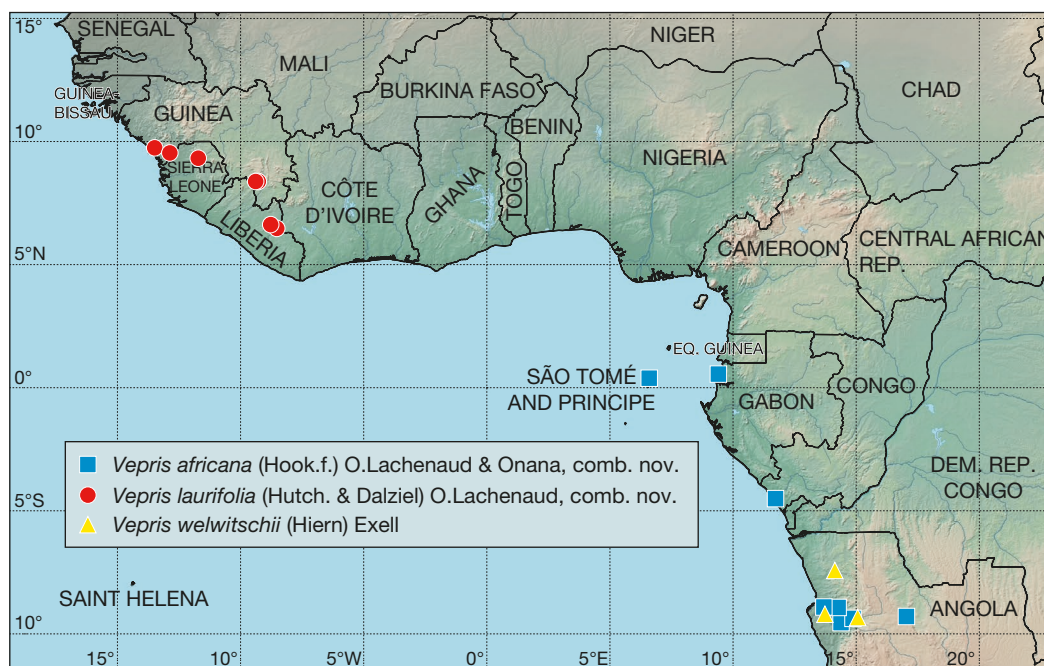 15°
SENEGAL
NIGER
MALI
CHAD
GUINEA-
BISSAU
GUINEA
BURKINA FASO
BENIN
10°
SIERRA
LEONE
CÔTE
D'IVOIRE
GHANA
TOGO
NIGERIA
LIBERIA
CAMEROON
CENTRAL AFRICAN
REP.
5°N
EQ. GUINEA
0°
SÃO TOMÉ
AND PRINCIPE
GABON
CONGO
Vepris africana (Hook.f.) O.Lachenaud & Onana, comb. nov.
Vepris laurifolia (Hutch. & Dalziel) O.Lachenaud, comb. nov.
Vepris welwitschii (Hiern) Exell
DEM. REP.
CONGO
5°S
SAINT HELENA
ANGOLA
10°
15° 10° 5°W 0° 5°E 10° 15° 20°